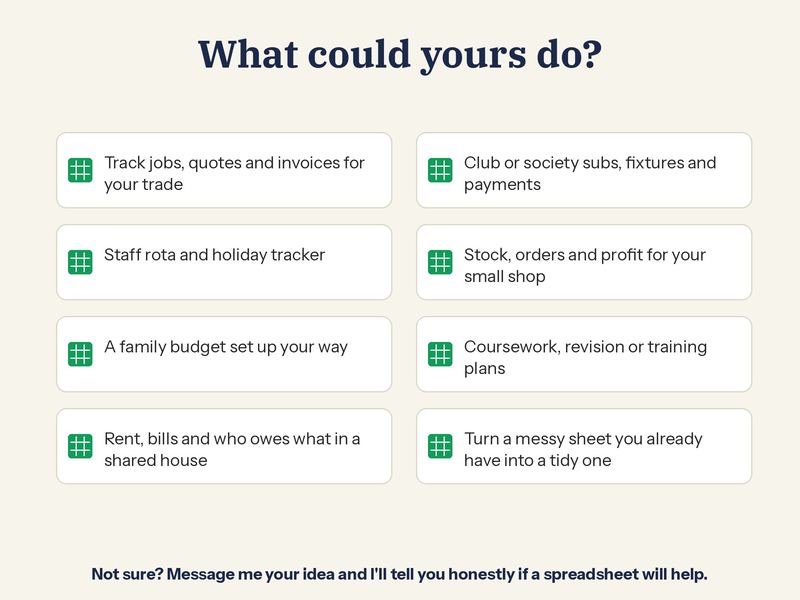 What could yours do?
Track jobs, quotes and invoices for
your trade
Club or society subs, fixtures and
payments
Staff rota and holiday tracker
Stock, orders and profit for your
small shop
A family budget set up your way
Coursework, revision or training
plans
Rent, bills and who owes what in a
shared house
Turn a messy sheet you already
have into a tidy one
Not sure? Message me your idea and I'll tell you honestly if a spreadsheet will help.